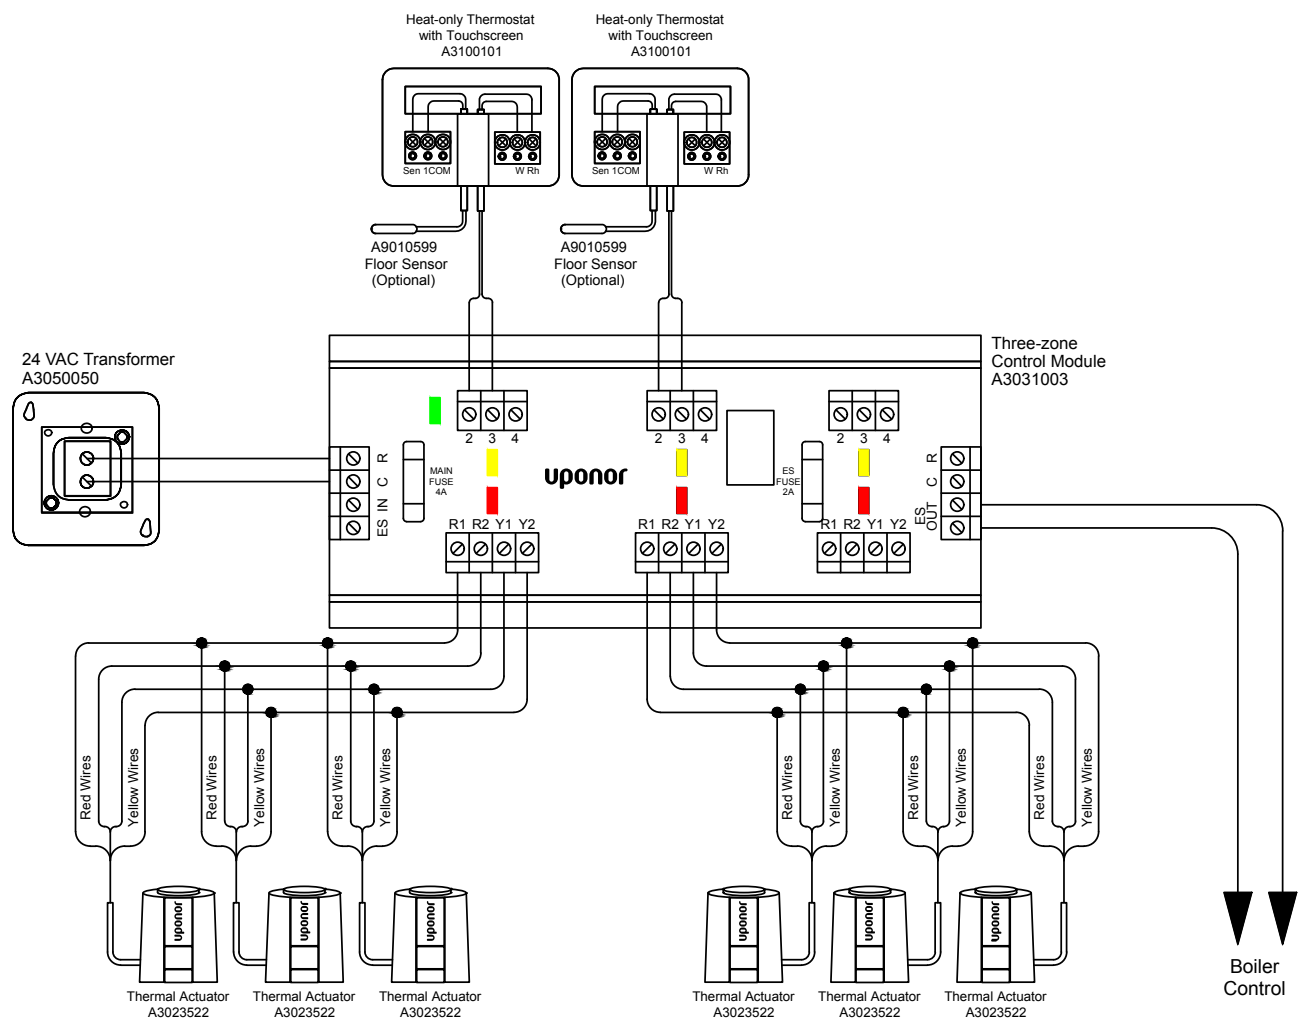 Heat-only Thermostat
with Touchscreen
A3100101
Heat-only Thermostat
with Touchscreen
A3100101
Sen 1COM
W Rh
Sen 1COM
W Rh
A9010599
Floor Sensor
(Optional)
A9010599
Floor Sensor
(Optional)
24 VAC Transformer
A3050050
Three-zone
Control Module
A3031003
2 3 4
2 3 4
2 3 4
R
C
ES IN
MAIN
FUSE
4A
uponor
ES
FUSE
2A
R
C
ES
OUT
R1 R2 Y1 Y2
R1 R2 Y1 Y2
R1 R2 Y1 Y2
Red Wires
Yellow Wires
Red Wires
Yellow Wires
Red Wires
Yellow Wires
Red Wires
Yellow Wires
Red Wires
Yellow Wires
Red Wires
Yellow Wires
uponor
uponor
uponor
uponor
uponor
uponor
Thermal Actuator
A3023522
Thermal Actuator
A3023522
Thermal Actuator
A3023522
Thermal Actuator
A3023522
Thermal Actuator
A3023522
Thermal Actuator
A3023522
Boiler
Control